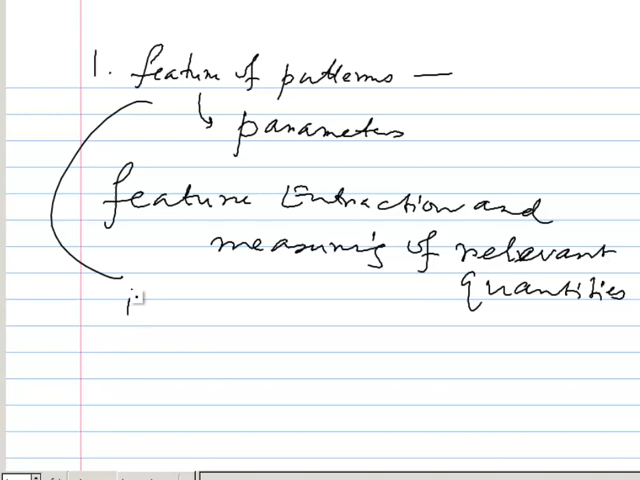 1. feature of patterns —
parameters
feature Extraction and
measuring of relevant
quantities